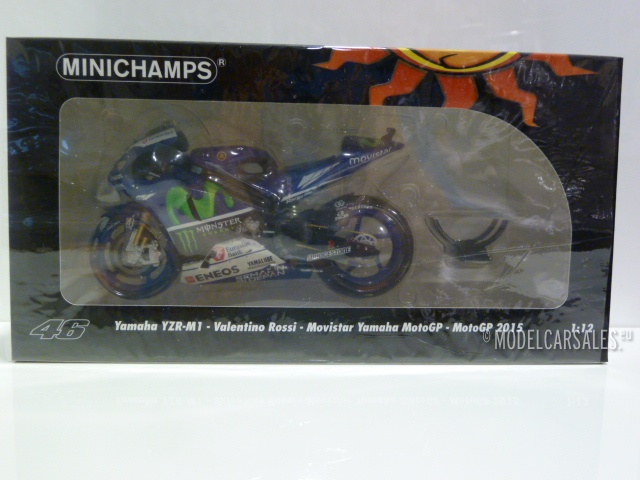 MINICHAMPS®
movistar
MONSTER
ENEOS
YAMALUBE
46
Yamaha YZR-M1 - Valentino Rossi - Movistar Yamaha MotoGP - MotoGP 2015
1:12
© MODELCARSALES.eu